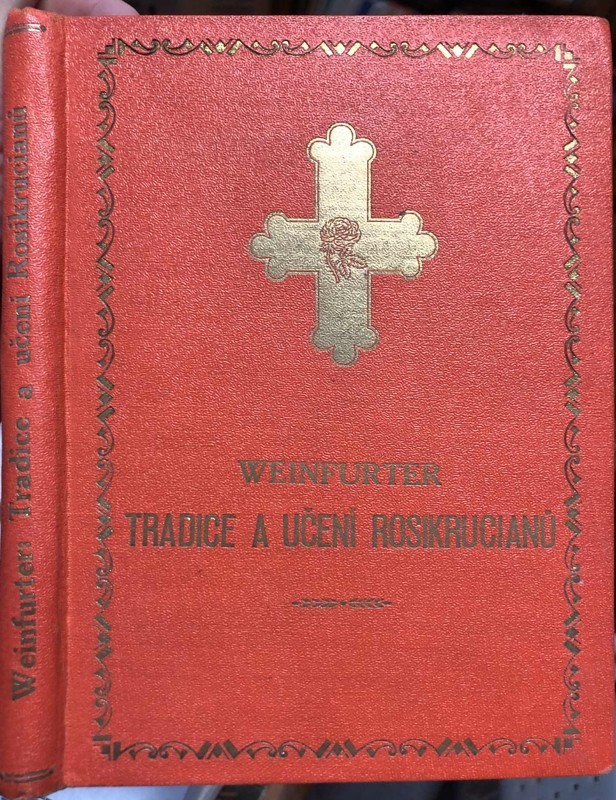 Weinfurter: Tradice a učení Rosikrucianů
WEINFURTER
TRADICE A UČENÍ ROSIKRUCIANŮ